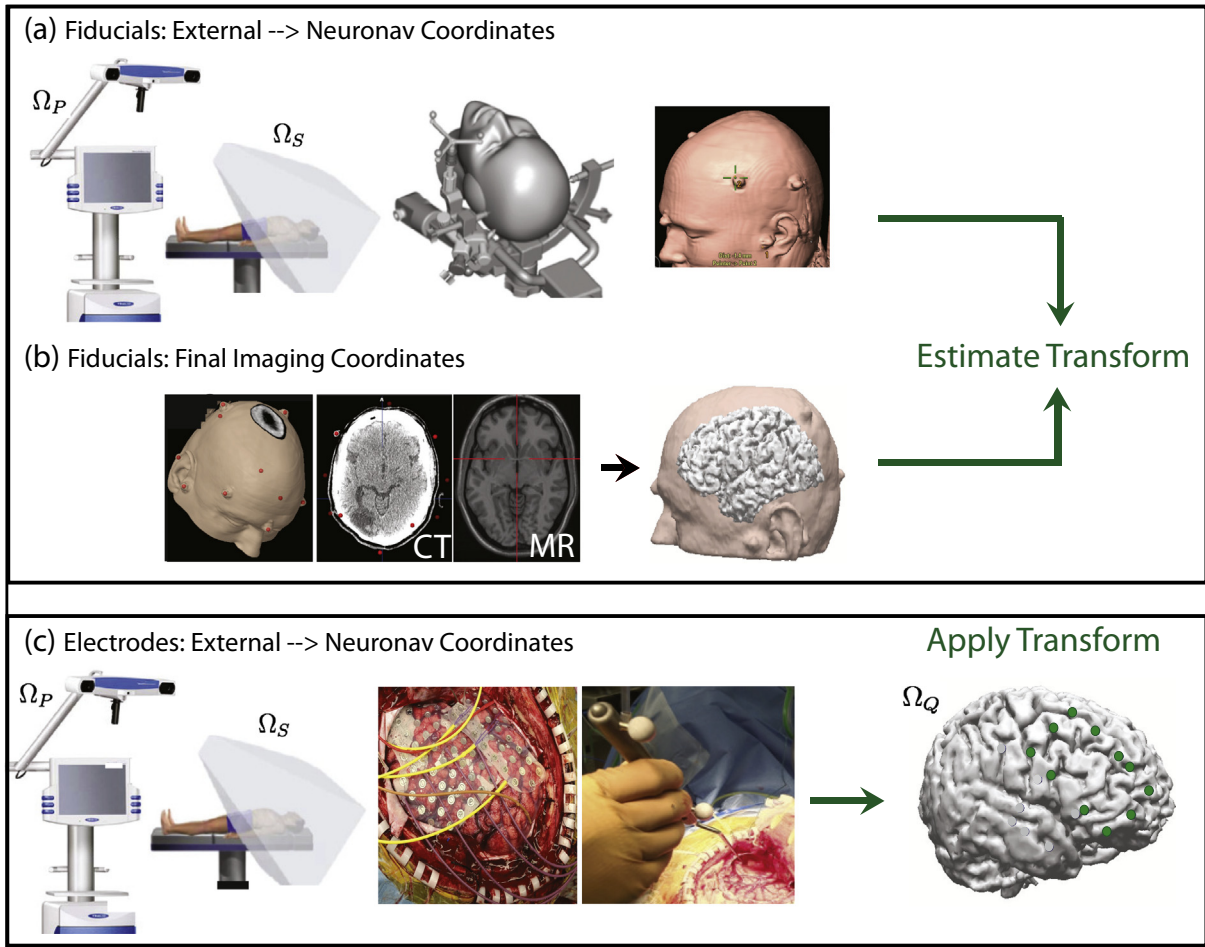 (a) Fiducials: External --> Neuronav Coordinates
Ω_P
Ω_S
Estimate Transform
(b) Fiducials: Final Imaging Coordinates
CT
MR
(c) Electrodes: External --> Neuronav Coordinates
Apply Transform
Ω_P
Ω_S
Ω_Q